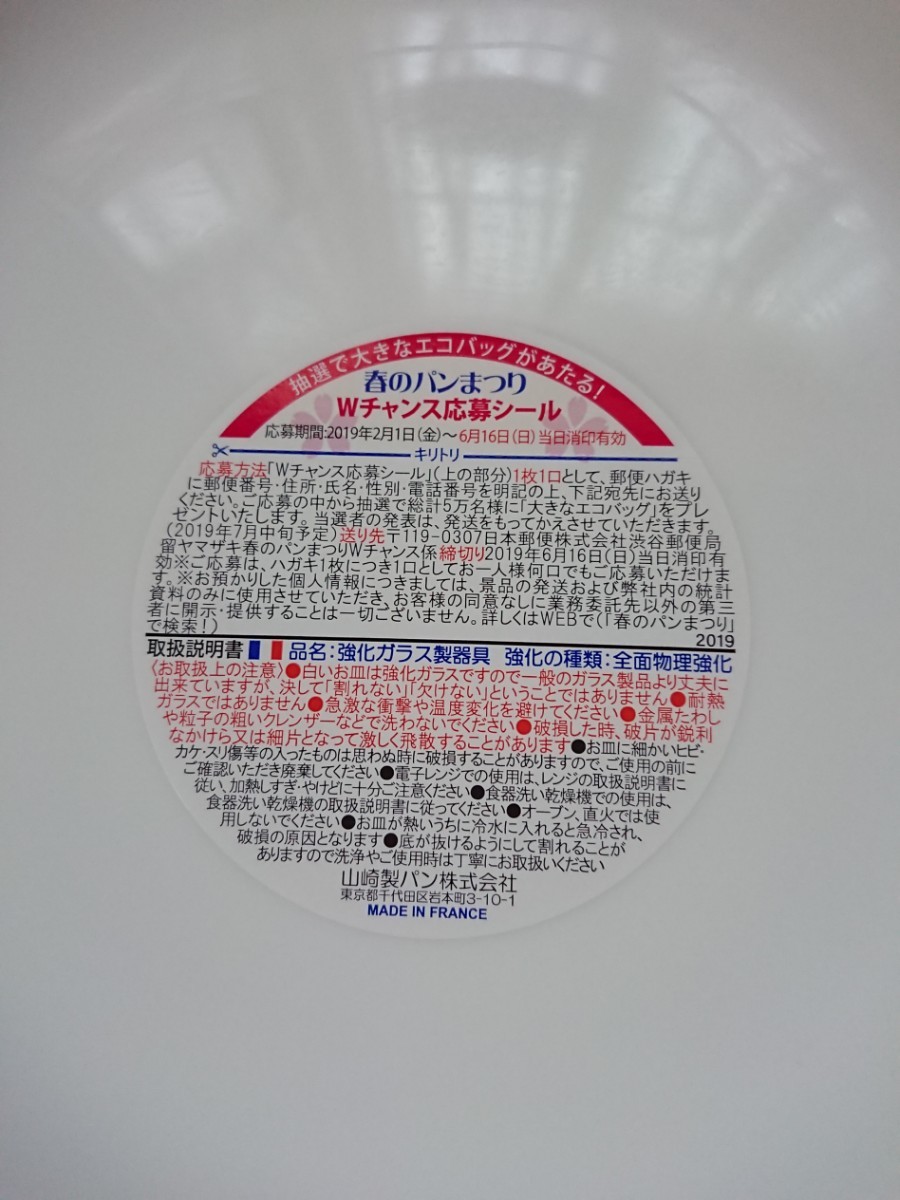 抽選で大きなエコバッグがあたる!
春のパンまつり
Wチャンス応募シール
応募期間:2019年2月1日(金)～6月16日(日)当日消印有効
キリトリ
応募方法「Wチャンス応募シール」(上の部分)1枚1口として、郵便ハガキ
に郵便番号・住所・氏名・性別・電話番号を明記の上、下記宛先にお送り
ください。ご応募の中から抽選で総計5万名様に「大きなエコバッグ」をプレ
ゼントいたします。当選者の発表は、発送をもってかえさせていただきます。
(2019年7月中旬予定)送り先〒119-0307日本郵便株式会社渋谷郵便局
留ヤマザキ春のパンまつりWチャンス係締切り2019年6月16日(日)当日消印有
効※ご応募は、ハガキ1枚につき1口としてお一人様何口でもご応募いただけま
す。※お預かりした個人情報につきましては、景品の発送および弊社内の統計
資料のみに使用させていただき、お客様の同意なしに業務委託先以外の第三
者に開示・提供することは一切ございません。詳しくはWEBで(「春のパンまつり」
で検索!)
2019
取扱説明書 品名:強化ガラス製器具 強化の種類:全面物理強化
〈お取扱上の注意〉●白いお皿は強化ガラスですので一般のガラス製品より丈夫に
出来ていますが、決して「割れない」「欠けない」ということではありません●耐熱
ガラスではありません●急激な衝撃や温度変化を避けてください●金属たわし
や粒子の粗いクレンザーなどで洗わないでください●破損した時、破片が鋭利
なかけら又は細片となって激しく飛散することがあります●お皿に細かいヒビ・
カケ・スリ傷等の入ったものは思わぬ時に破損することがありますので、ご使用の前に
ご確認いただき廃棄してください●電子レンジでの使用は、レンジの取扱説明書に
従い、加熱しすぎ・やけどに十分ご注意ください●食器洗い乾燥機での使用は、
食器洗い乾燥機の取扱説明書に従ってください●オーブン、直火では使
用しないでください●お皿が熱いうちに冷水に入れると急冷され、
破損の原因となります●底が抜けるようにして割れることが
ありますので洗浄やご使用時は丁寧にお取扱いください
山崎製パン株式会社
東京都千代田区岩本町3-10-1
MADE IN FRANCE